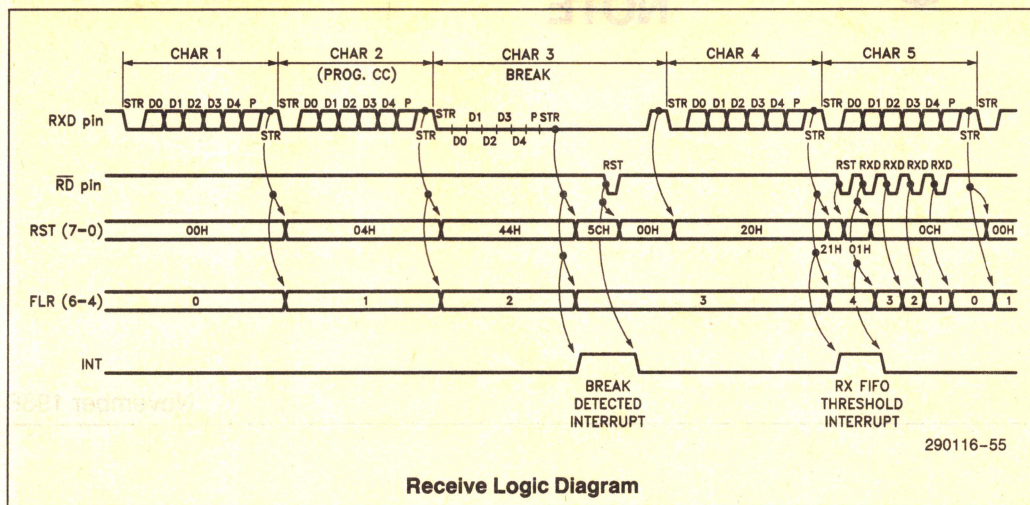 NOTE
CHAR 1 CHAR 2 CHAR 3 CHAR 4 CHAR 5
(PROG. CC) BREAK
STR D0 D1 D2 D3 D4 P STR D0 D1 D2 D3 D4 P STR D1 D3 P STR STR D0 D1 D2 D3 D4 P STR D0 D1 D2 D3 D4 P STR
RXD pin
STR D0 D2 D4 STR STR
STR
RST RST RXD RXD RXD RXD
RD pin
RST (7-0) 00H 04H 44H 5CH 00H 20H 0CH 00H
21H 01H
FLR (6-4) 0 1 2 3 4 3 2 1 0 1
INT
BREAK
DETECTED
INTERRUPT
RX FIFO
THRESHOLD
INTERRUPT
290116-55
Receive Logic Diagram